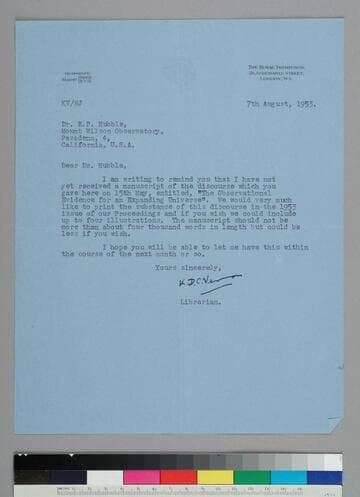 THE ROYAL INSTITUTION,
21, ALBEMARLE STREET,
LONDON, W.1.
KV/HJ
7th August, 1953.
Dr. E.P. Hubble,
Mount Wilson Observatory,
Pasadena, 4,
California, U.S.A.
Dear Dr. Hubble,
I am writing to remind you that I have not
yet received a manuscript of the discourse which you
gave here on 15th May, entitled, "The Observational
Evidence for an Expanding Universe". We would very much
like to print the substance of this discourse in the 1953
issue of our Proceedings and if you wish we could include
up to four illustrations. The manuscript should not be
more than about four thousand words in length but could be
less if you wish.
I hope you will be able to let me have this within
the course of the next month or so.
Yours sincerely,
K.D.C. Vernon
Librarian.